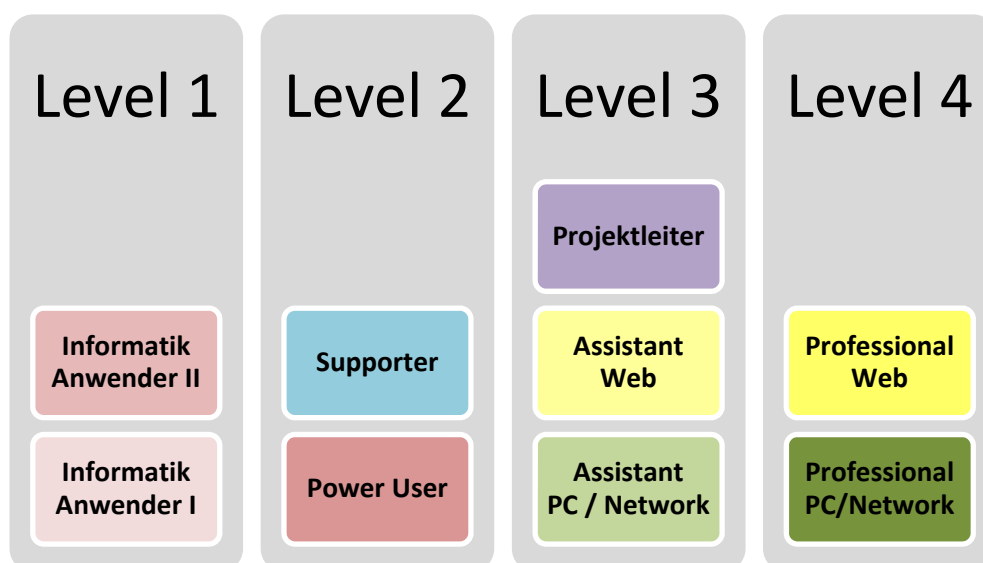 Level 1
Level 2
Level 3
Level 4
Projektleiter
Informatik
Anwender II
Supporter
Assistant
Web
Professional
Web
Informatik
Anwender I
Power User
Assistant
PC / Network
Professional
PC/Network